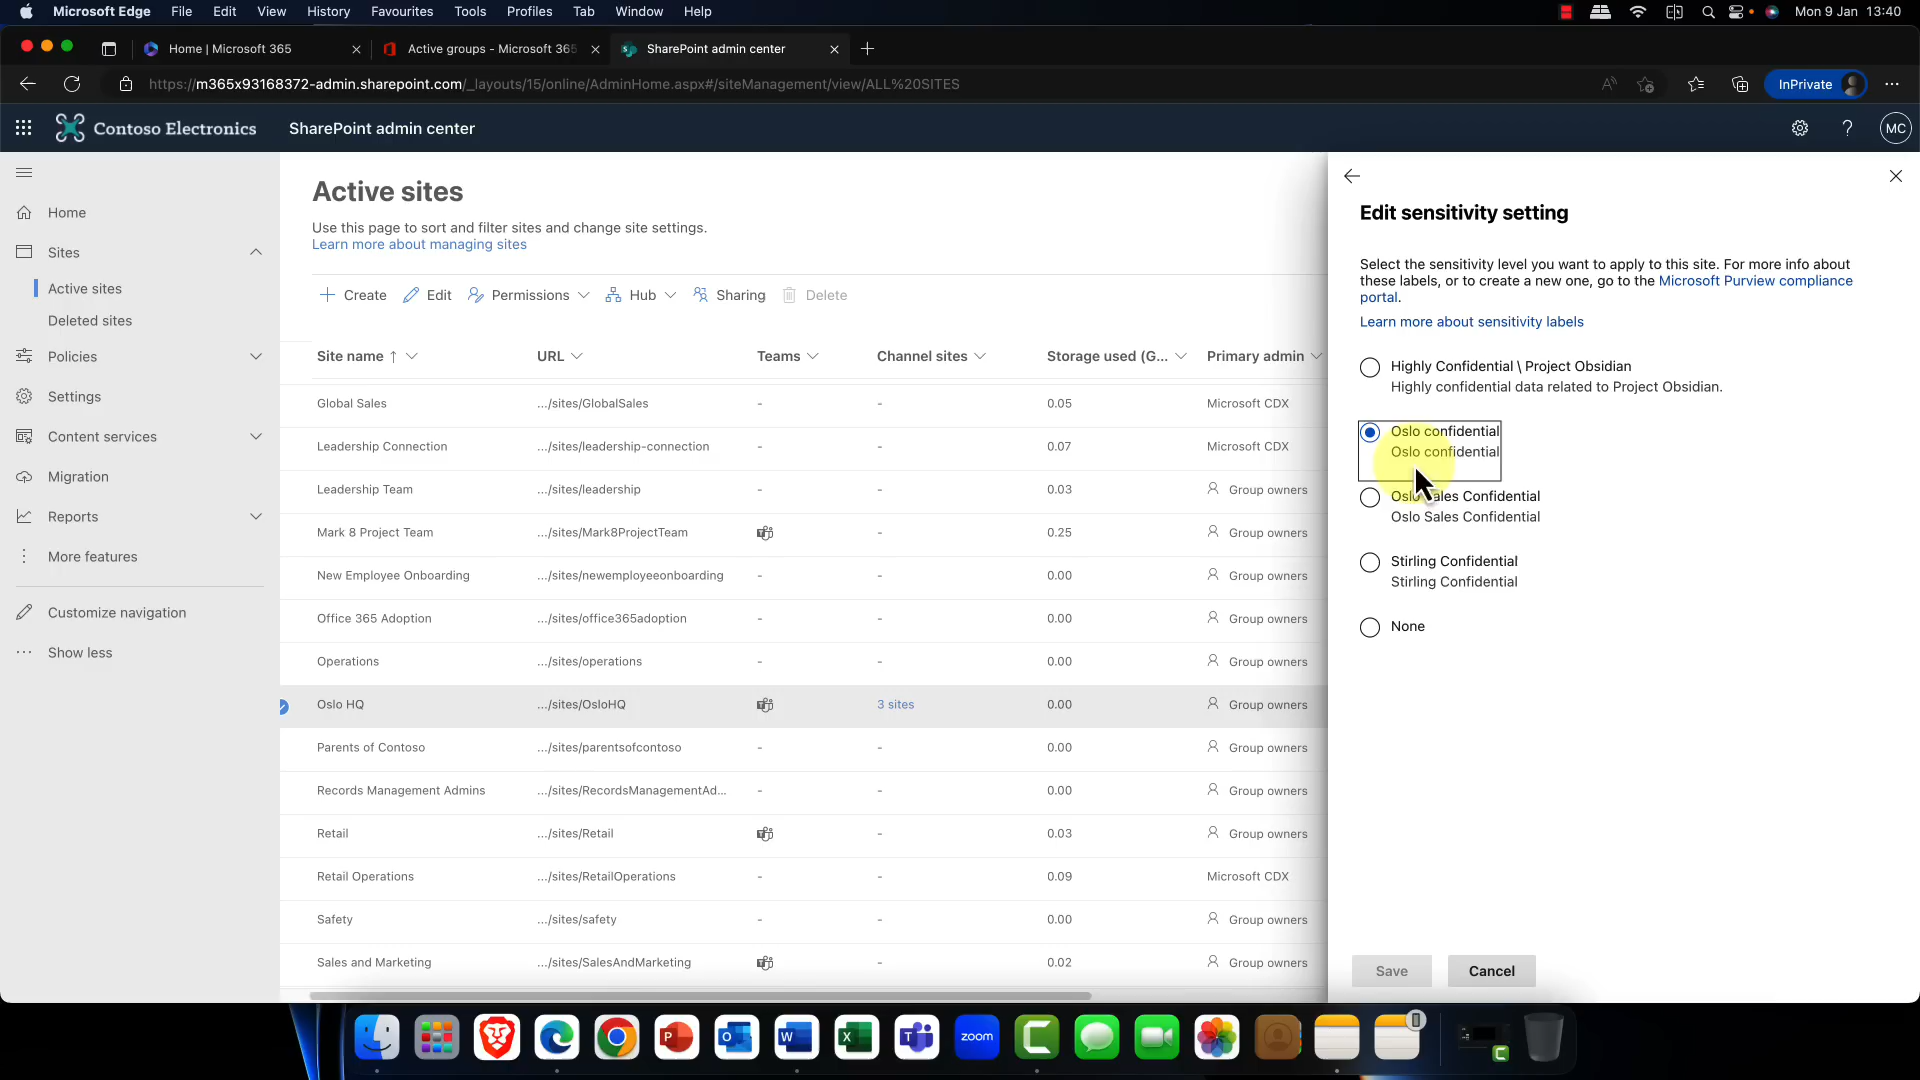 Microsoft Edge File Edit View History Favourites Tools Profiles Tab Window Help Mon 9 Jan 13:40
Home | Microsoft 365
Active groups - Microsoft 365
SharePoint admin center
https://m365x93168372-admin.sharepoint.com/_layouts/15/online/AdminHome.aspx#/siteManagement/view/ALL%20SITES
InPrivate
Contoso Electronics
SharePoint admin center
MC
Home
Sites
Active sites
Deleted sites
Policies
Settings
Content services
Migration
Reports
More features
Customize navigation
Show less
Active sites
Use this page to sort and filter sites and change site settings.
Learn more about managing sites
Create Edit Permissions Hub Sharing Delete
Site name ↑ URL Teams Channel sites Storage used (G... Primary admin
Global Sales .../sites/GlobalSales - - 0.05 Microsoft CDX
Leadership Connection .../sites/leadership-connection - - 0.07 Microsoft CDX
Leadership Team .../sites/leadership - - 0.03 Group owners
Mark 8 Project Team .../sites/Mark8ProjectTeam - 0.25 Group owners
New Employee Onboarding .../sites/newemployeeonboarding - - 0.00 Group owners
Office 365 Adoption .../sites/office365adoption - - 0.00 Group owners
Operations .../sites/operations - - 0.00 Group owners
Oslo HQ .../sites/OsloHQ 3 sites 0.00 Group owners
Parents of Contoso .../sites/parentsofcontoso - - 0.00 Group owners
Records Management Admins .../sites/RecordsManagementAd... - - 0.00 Group owners
Retail .../sites/Retail - 0.03 Group owners
Retail Operations .../sites/RetailOperations - - 0.09 Microsoft CDX
Safety .../sites/safety - - 0.00 Group owners
Sales and Marketing .../sites/SalesAndMarketing - 0.02 Group owners
Edit sensitivity setting
Select the sensitivity level you want to apply to this site. For more info about
these labels, or to create a new one, go to the Microsoft Purview compliance
portal.
Learn more about sensitivity labels
Highly Confidential \ Project Obsidian
Highly confidential data related to Project Obsidian.
Oslo confidential
Oslo confidential
Oslo Sales Confidential
Oslo Sales Confidential
Stirling Confidential
Stirling Confidential
None
Save Cancel
zoom